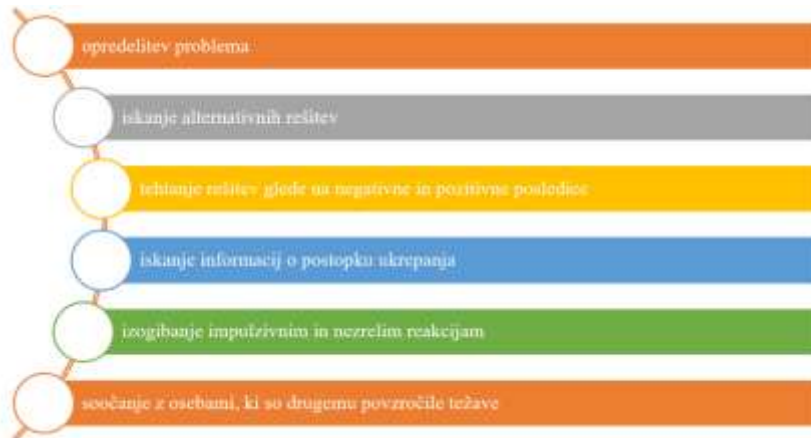 opredelitev problema
iskanje alternativnih rešitev
tehtanje rešitev glede na negativne in pozitivne posledice
iskanje informacij o postopku ukrepanja
izogibanje impulzivnim in nezrelim reakcijam
soočanje z osebami, ki so drugemu povzročile težave